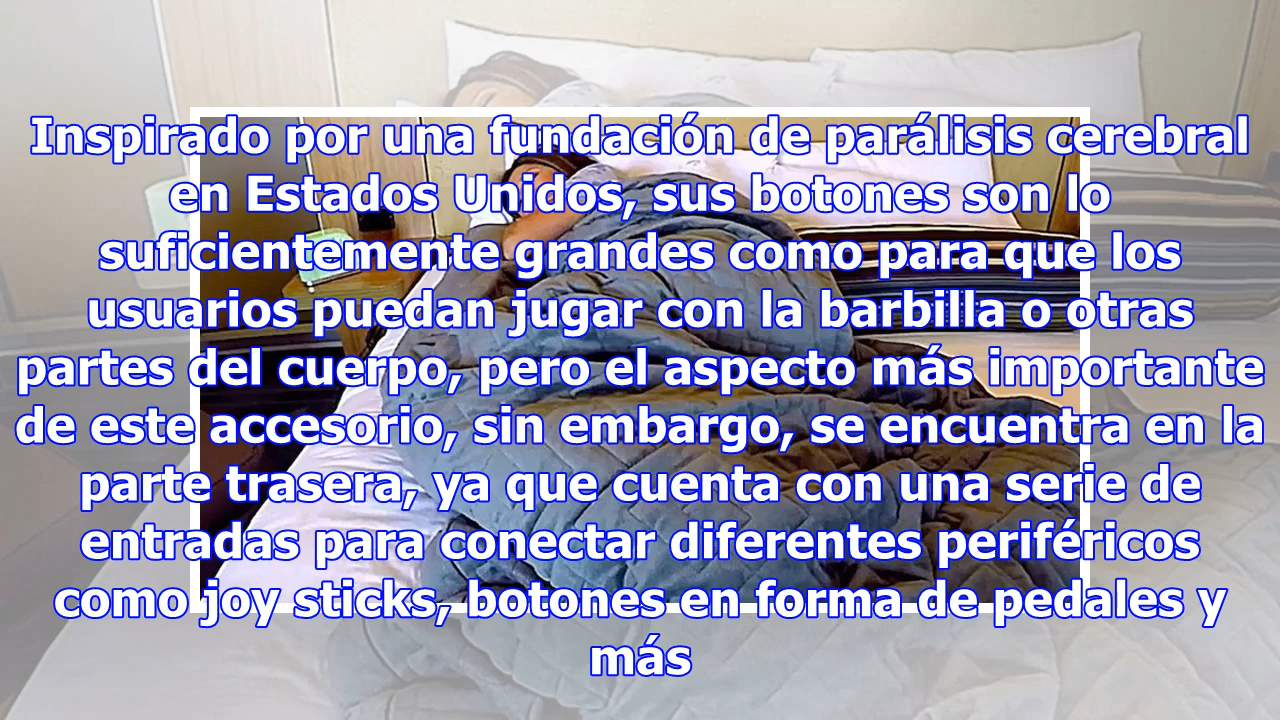 Inspirado por una fundación de parálisis cerebral
en Estados Unidos, sus botones son lo
suficientemente grandes como para que los
usuarios puedan jugar con la barbilla o otras
partes del cuerpo, pero el aspecto más importante
de este accesorio, sin embargo, se encuentra en la
parte trasera, ya que cuenta con una serie de
entradas para conectar diferentes periféricos
como joy sticks, botones en forma de pedales y
más